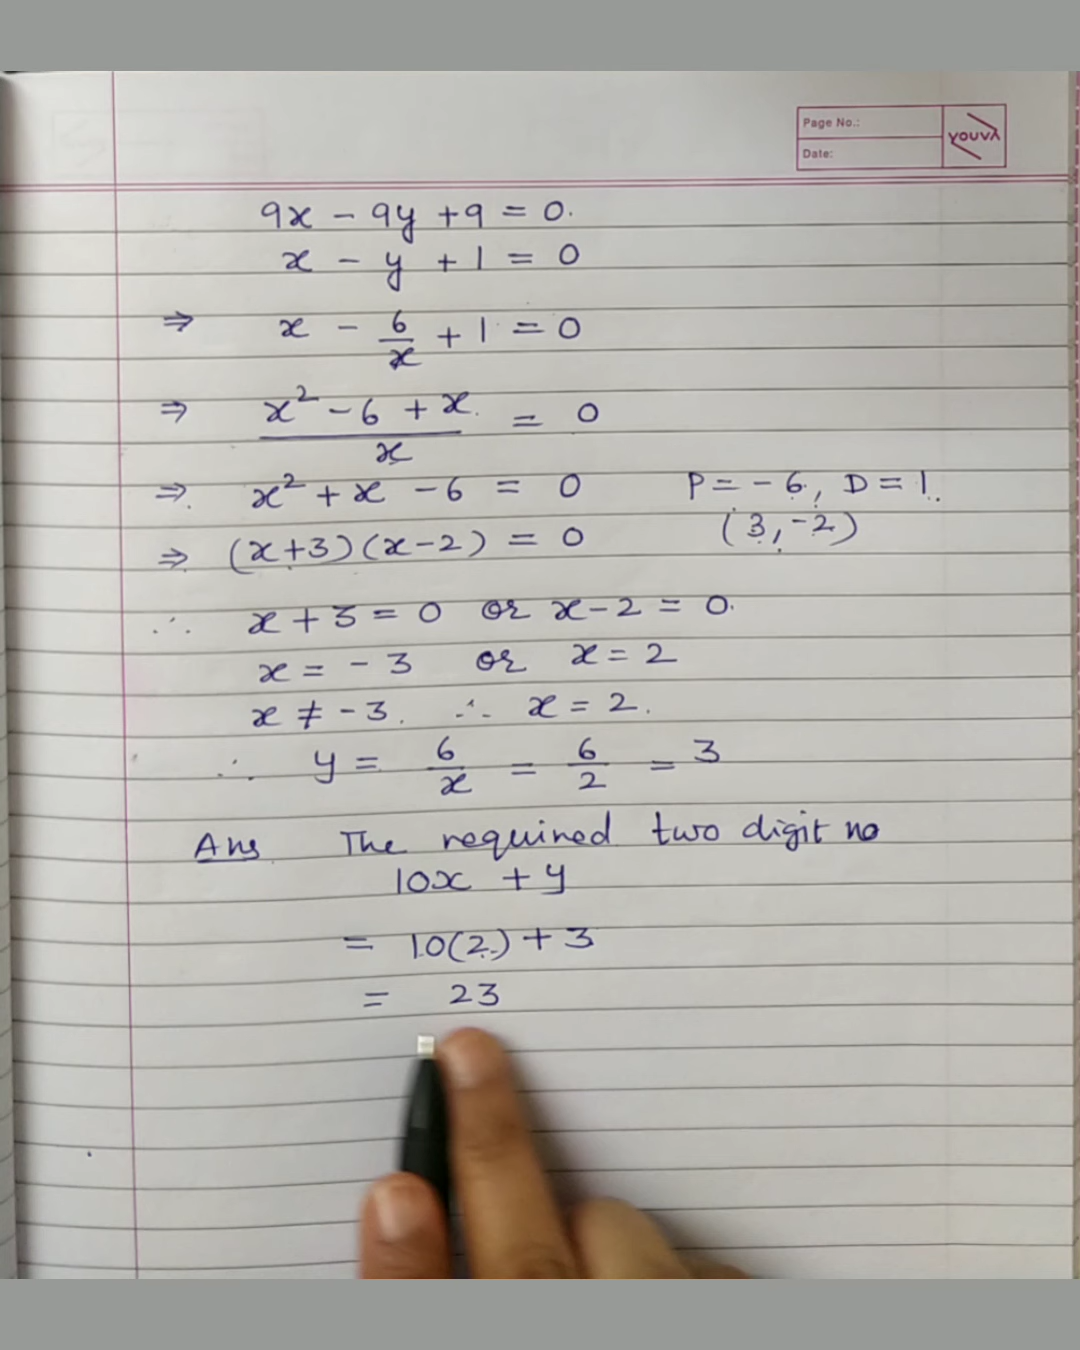 Page No.:
Date:
youva
9x - 9y + 9 = 0.
x - y + 1 = 0
⇒ x - 6/x + 1 = 0
⇒ (x² - 6 + x)/x = 0
⇒ x² + x - 6 = 0 P = - 6, D = 1.
(3, -2)
⇒ (x+3)(x-2) = 0
∴ x + 3 = 0 or x - 2 = 0.
x = - 3 or x = 2
x ≠ - 3. ∴ x = 2.
∴ y = 6/x = 6/2 = 3
Ans The required two digit no
10x + y
= 10(2) + 3
= 23